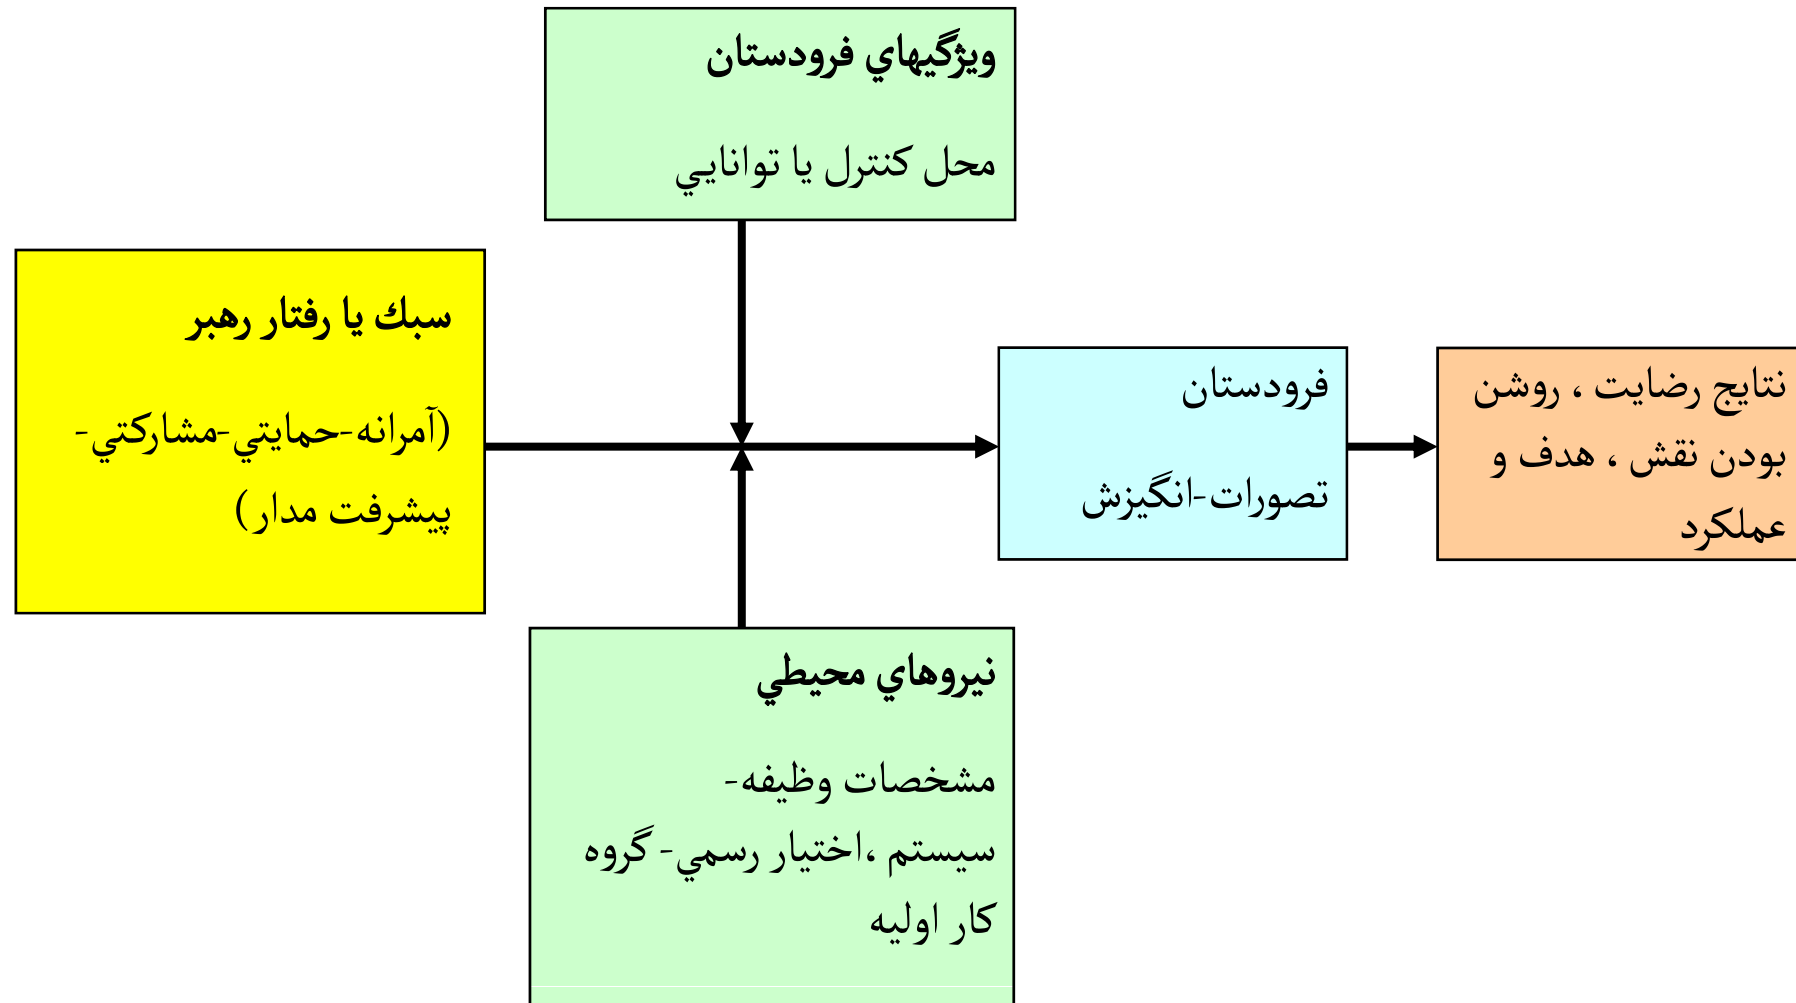 ويژگيهاي فرودستان
محل كنترل يا توانايي
سبك يا رفتار رهبر
(آمرانه-حمايتي-مشاركتي-
پيشرفت مدار)
فرودستان
تصورات-انگيزش
نتايج رضايت ، روشن
بودن نقش ، هدف و
عملكرد
نيروهاي محيطي
مشخصات وظيفه-
سيستم ،اختيار رسمي- گروه
كار اوليه